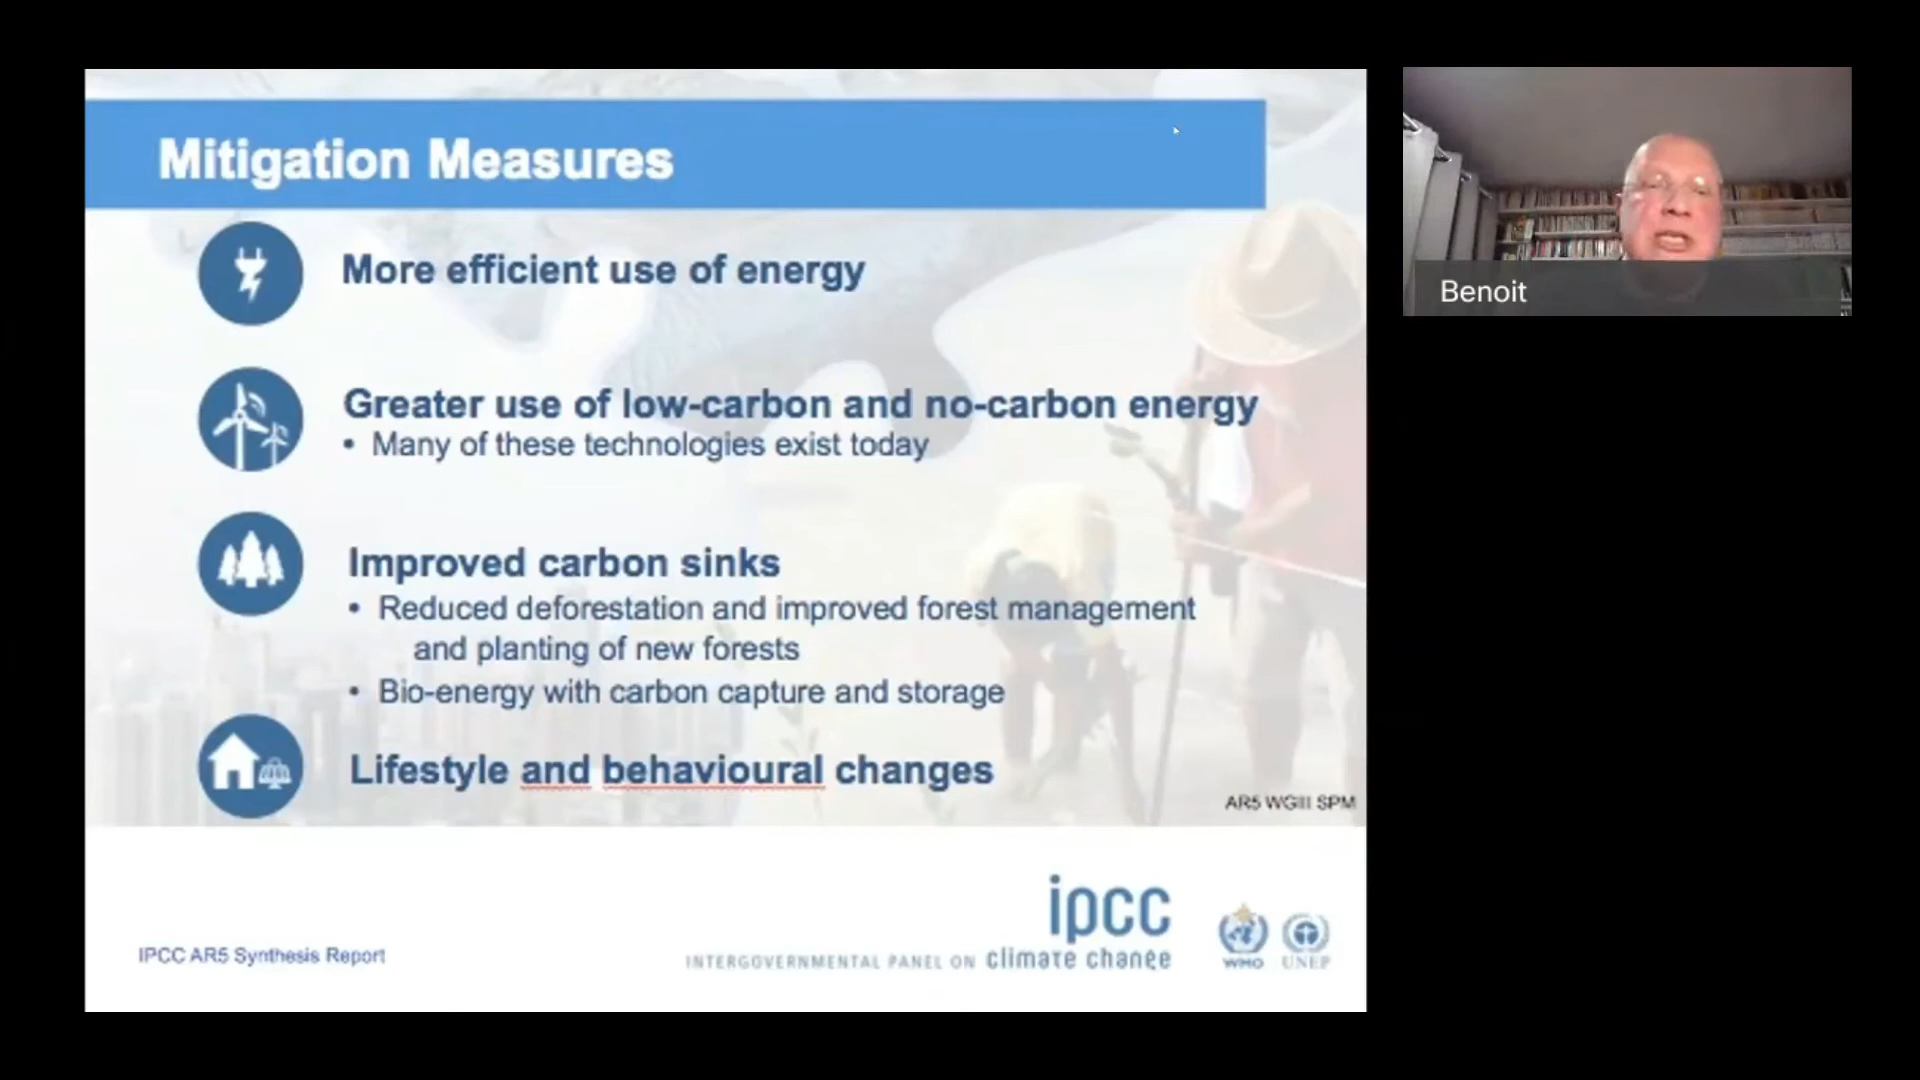 Mitigation Measures
More efficient use of energy
Greater use of low-carbon and no-carbon energy
• Many of these technologies exist today
Improved carbon sinks
• Reduced deforestation and improved forest management
and planting of new forests
• Bio-energy with carbon capture and storage
Lifestyle and behavioural changes
AR5 WGIII SPM
IPCC AR5 Synthesis Report
ipcc
INTERGOVERNMENTAL PANEL ON climate change
WMO
UNEP
Benoit